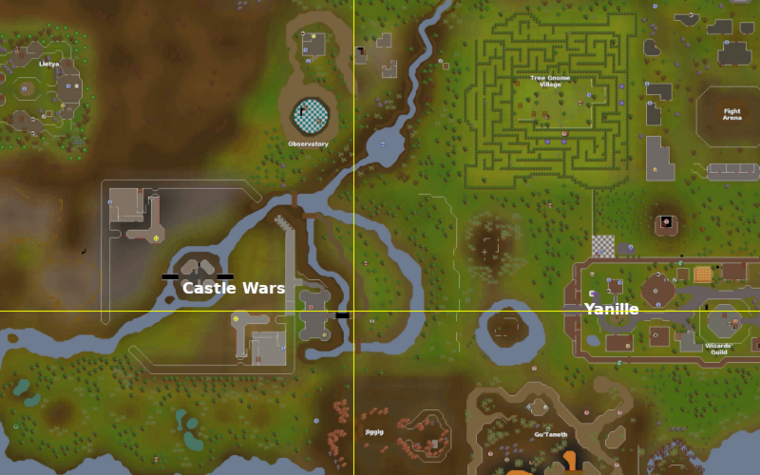 Lletya
Tree Gnome
Village
Fight
Arena
Observatory
Castle Wars
Yanille
Wizards'
Guild
Jiggig
Gu'Tanoth